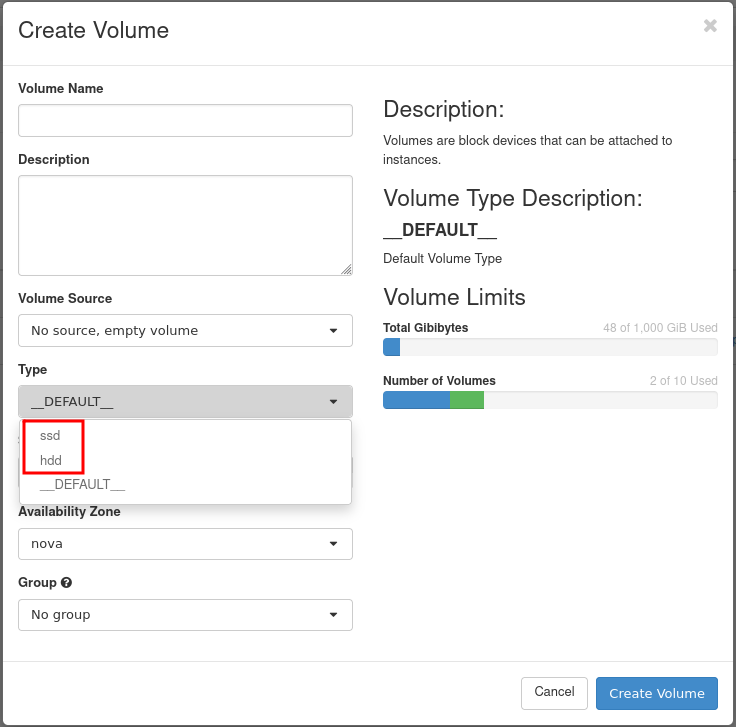 Create Volume
Volume Name
Description
Volume Source
No source, empty volume
Type
__DEFAULT__
ssd
hdd
__DEFAULT__
Availability Zone
nova
Group
No group
Description:
Volumes are block devices that can be attached to
instances.
Volume Type Description:
__DEFAULT__
Default Volume Type
Volume Limits
Total Gibibytes 48 of 1,000 GiB Used
Number of Volumes 2 of 10 Used
Cancel Create Volume